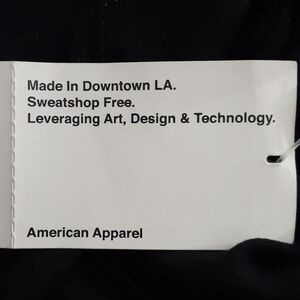 Made In Downtown LA.
Sweatshop Free.
Leveraging Art, Design & Technology.
American Apparel